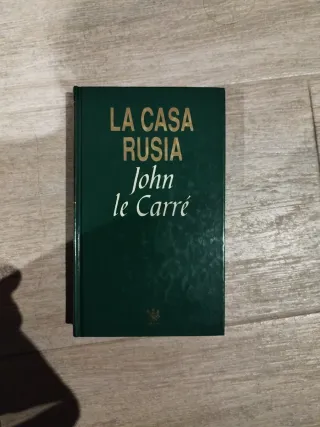 LA CASA
RUSIA
John
le Carré